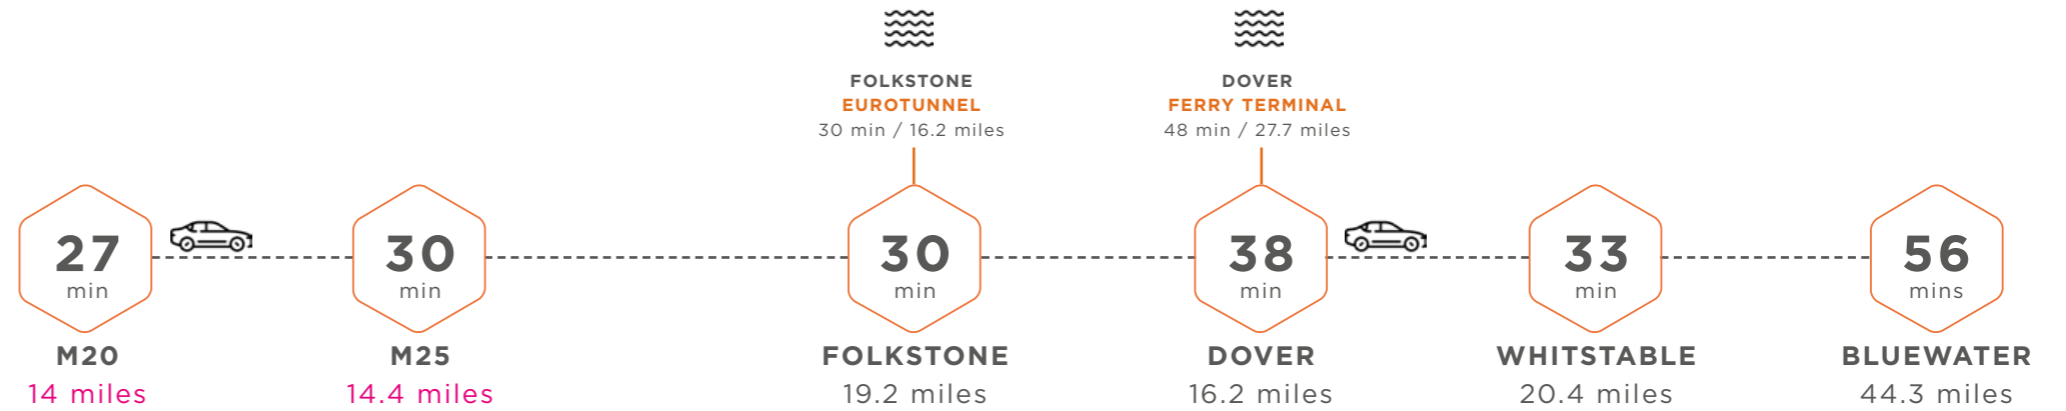 FOLKSTONE
EUROTUNNEL
30 min / 16.2 miles
DOVER
FERRY TERMINAL
48 min / 27.7 miles
27
min
M20
14 miles
30
min
M25
14.4 miles
30
min
FOLKSTONE
19.2 miles
38
min
DOVER
16.2 miles
33
min
WHITSTABLE
20.4 miles
56
mins
BLUEWATER
44.3 miles